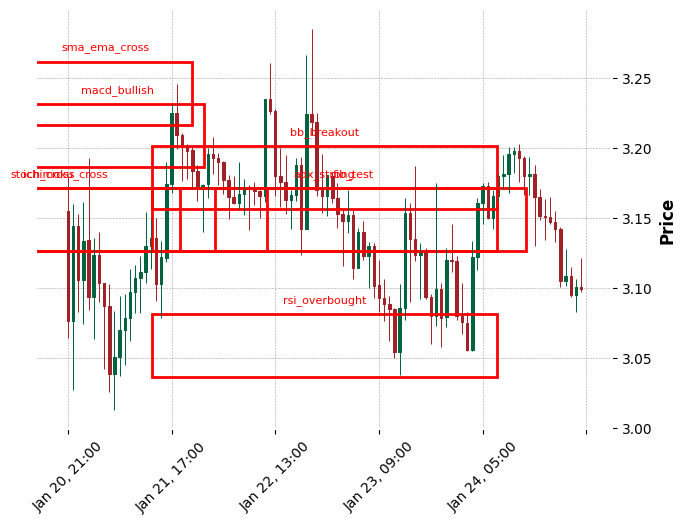 sma_ema_cross
macd_bullish
bb_breakout
rsi_overbought
3.25
3.20
3.15
3.10
3.05
3.00
Price
Jan 20, 21:00
Jan 21, 17:00
Jan 22, 13:00
Jan 23, 09:00
Jan 24, 05:00